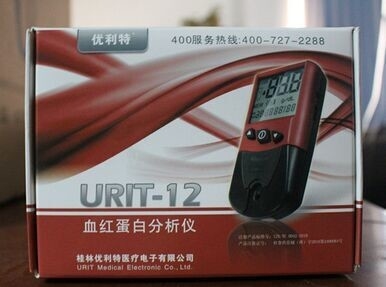 优利特
400服务热线:400-727-2288
URIT-12
血红蛋白分析仪
桂林优利特医疗电子有限公司
URIT Medical Electronic Co., Ltd.